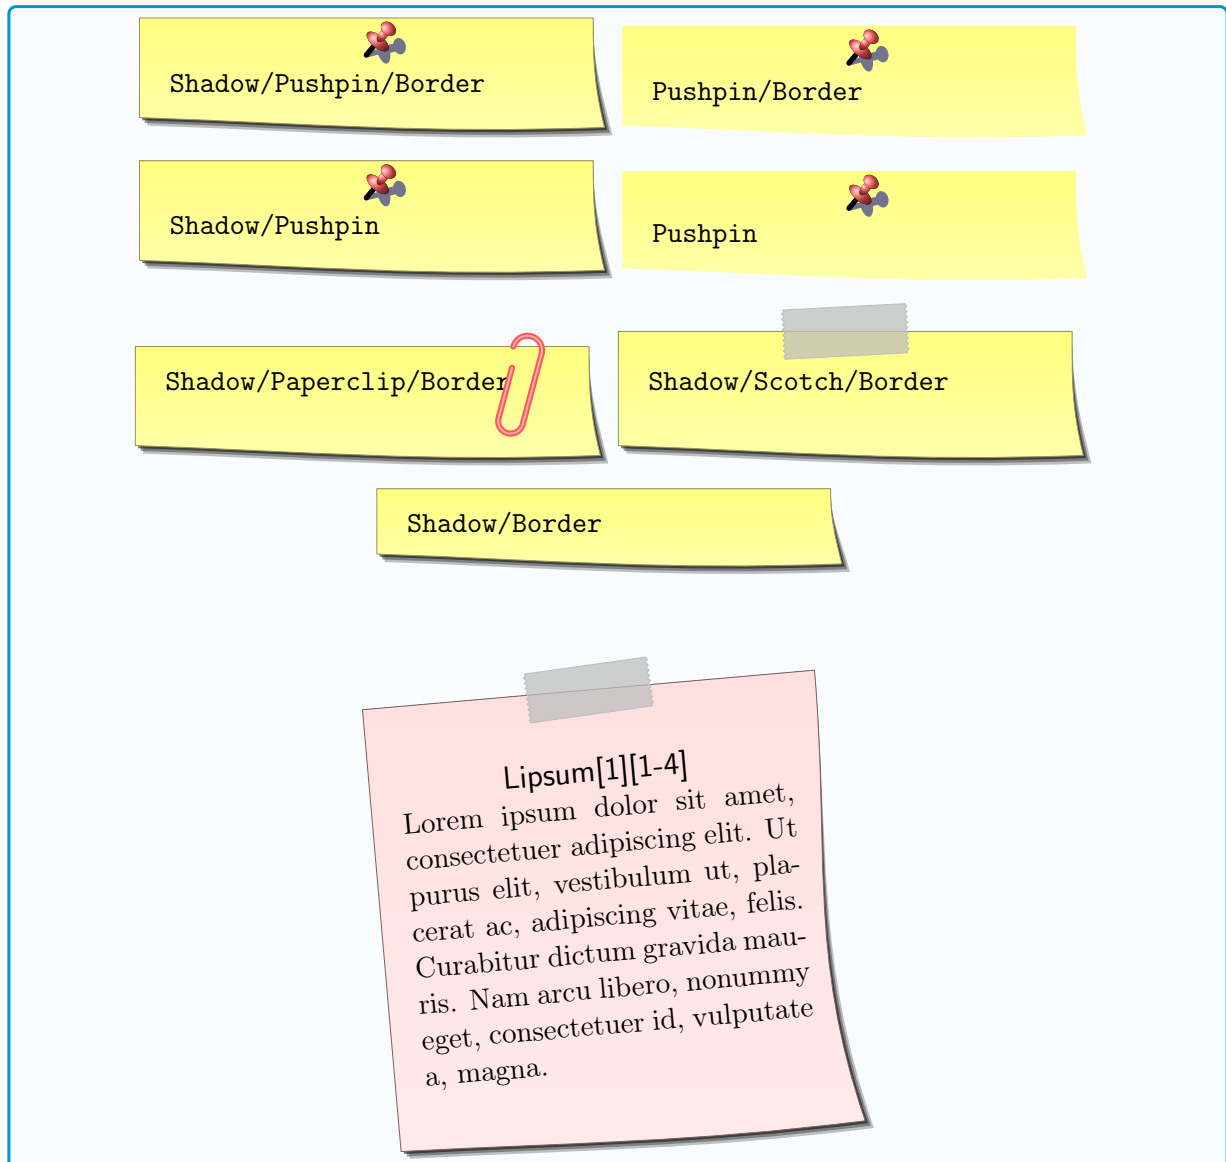 Shadow/Pushpin/Border
Pushpin/Border
Shadow/Pushpin
Pushpin
Shadow/Paperclip/Border
Shadow/Scotch/Border
Shadow/Border
Lipsum[1][1-4]
Lorem ipsum dolor sit amet,
consectetuer adipiscing elit. Ut
purus elit, vestibulum ut, pla-
cerat ac, adipiscing vitae, felis.
Curabitur dictum gravida mau-
ris. Nam arcu libero, nonummy
eget, consectetuer id, vulputate
a, magna.